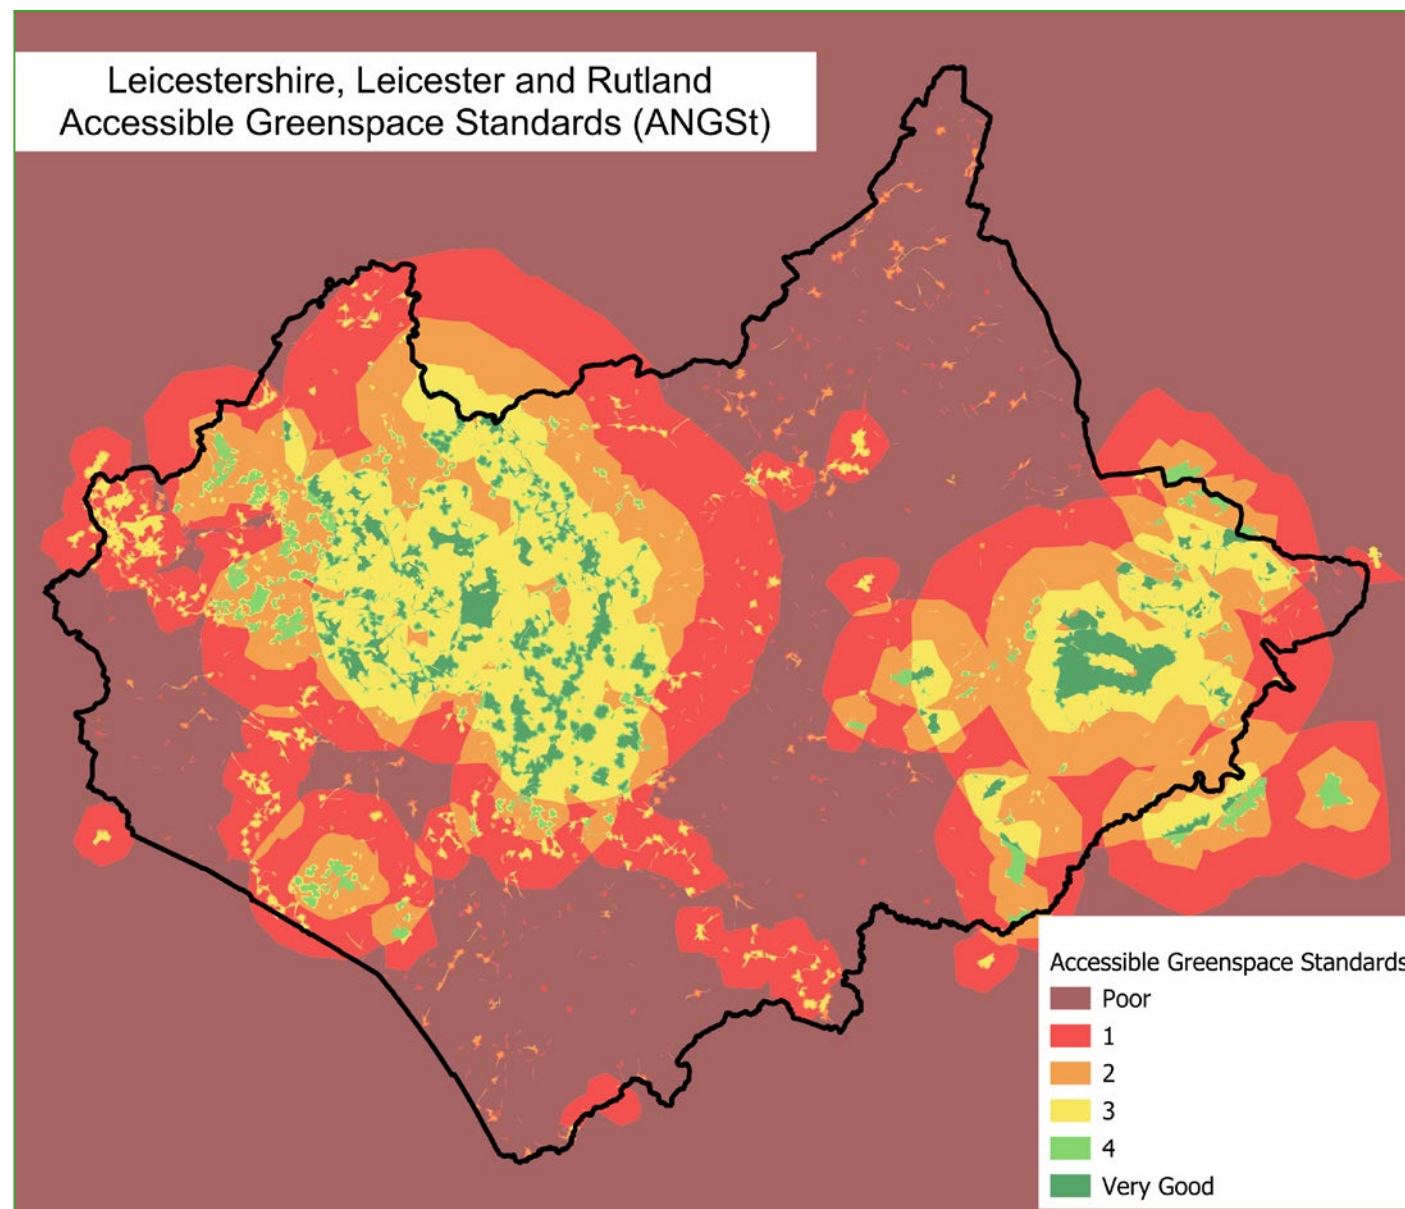 Leicestershire, Leicester and Rutland
Accessible Greenspace Standards (ANGSt)
Accessible Greenspace Standards
Poor
1
2
3
4
Very Good